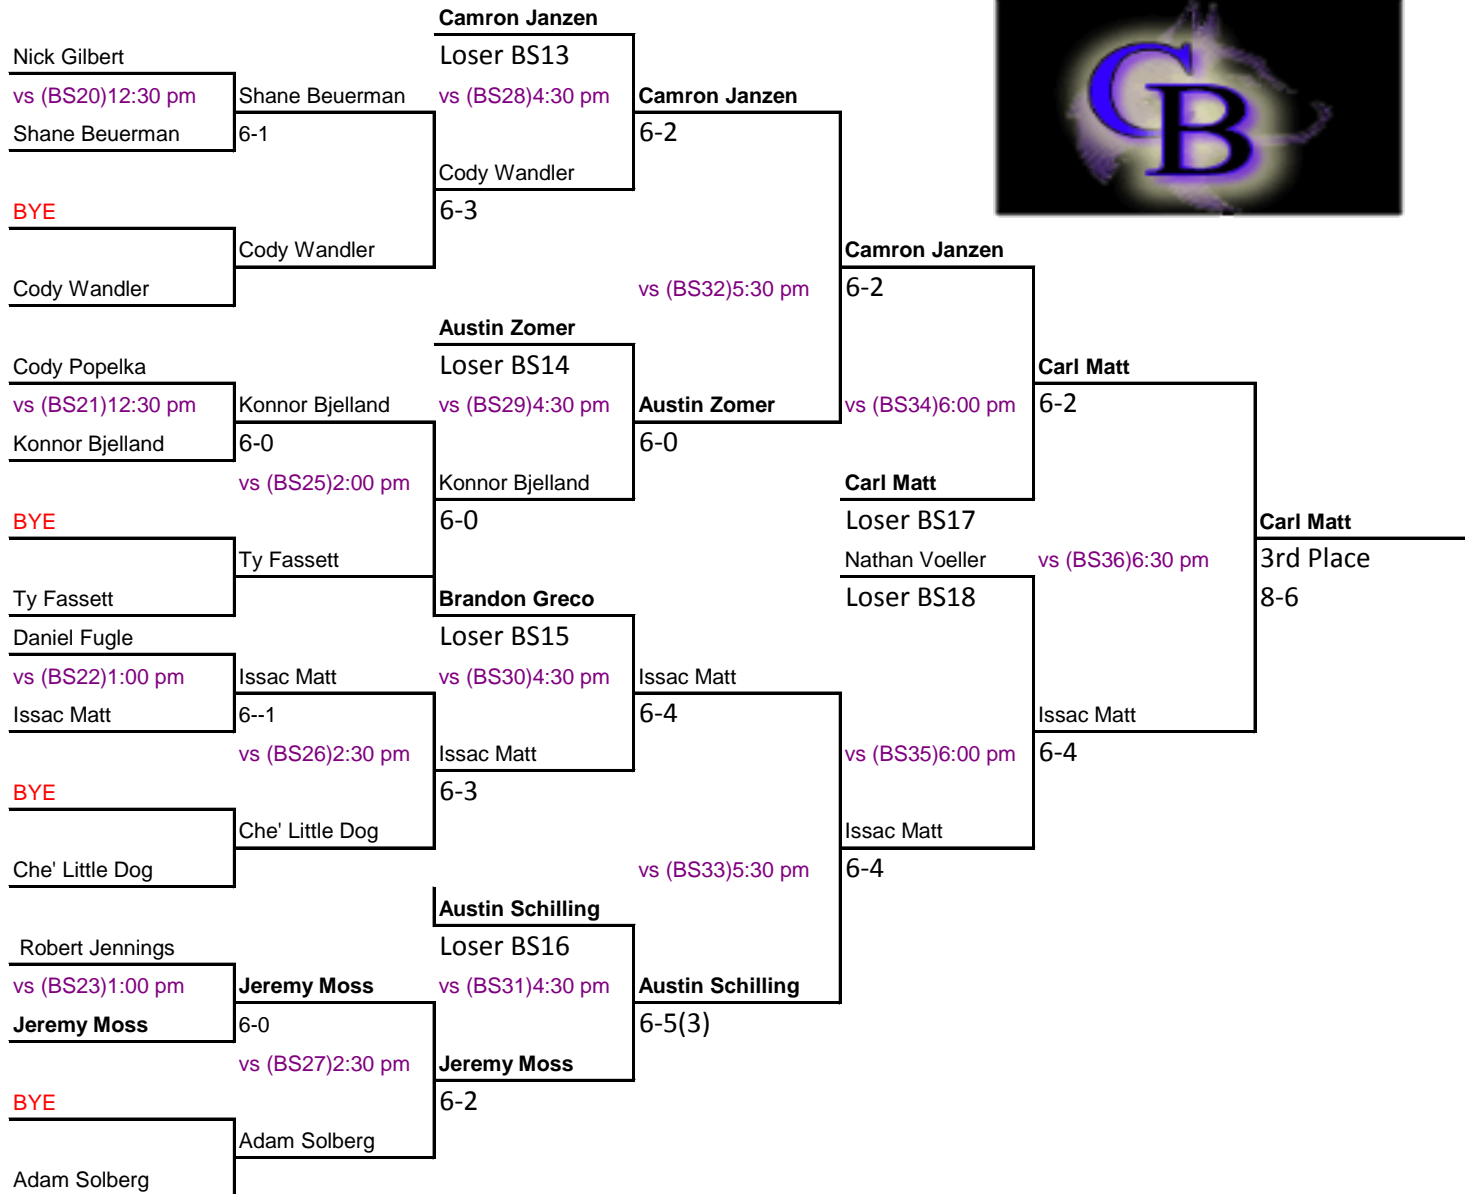 Camron Janzen
Nick Gilbert
Loser BS13
vs (BS20)12:30 pm
Shane Beuerman
vs (BS28)4:30 pm
Camron Janzen
Shane Beuerman
6-1
6-2
Cody Wandler
BYE
6-3
Cody Wandler
Camron Janzen
Cody Wandler
vs (BS32)5:30 pm
6-2
Austin Zomer
Cody Popelka
Loser BS14
Carl Matt
vs (BS21)12:30 pm
Konnor Bjelland
vs (BS29)4:30 pm
Austin Zomer
vs (BS34)6:00 pm
6-2
Konnor Bjelland
6-0
6-0
vs (BS25)2:00 pm
Konnor Bjelland
Carl Matt
BYE
6-0
Loser BS17
Carl Matt
Ty Fassett
Nathan Voeller
vs (BS36)6:30 pm
3rd Place
Ty Fassett
Brandon Greco
Loser BS18
8-6
Daniel Fugle
Loser BS15
vs (BS22)1:00 pm
Issac Matt
vs (BS30)4:30 pm
Issac Matt
Issac Matt
6--1
6-4
Issac Matt
vs (BS26)2:30 pm
Issac Matt
vs (BS35)6:00 pm
6-4
BYE
6-3
Che' Little Dog
Issac Matt
Che' Little Dog
vs (BS33)5:30 pm
6-4
Austin Schilling
Robert Jennings
Loser BS16
vs (BS23)1:00 pm
Jeremy Moss
vs (BS31)4:30 pm
Austin Schilling
Jeremy Moss
6-0
6-5(3)
vs (BS27)2:30 pm
Jeremy Moss
BYE
6-2
Adam Solberg
Adam Solberg
CB